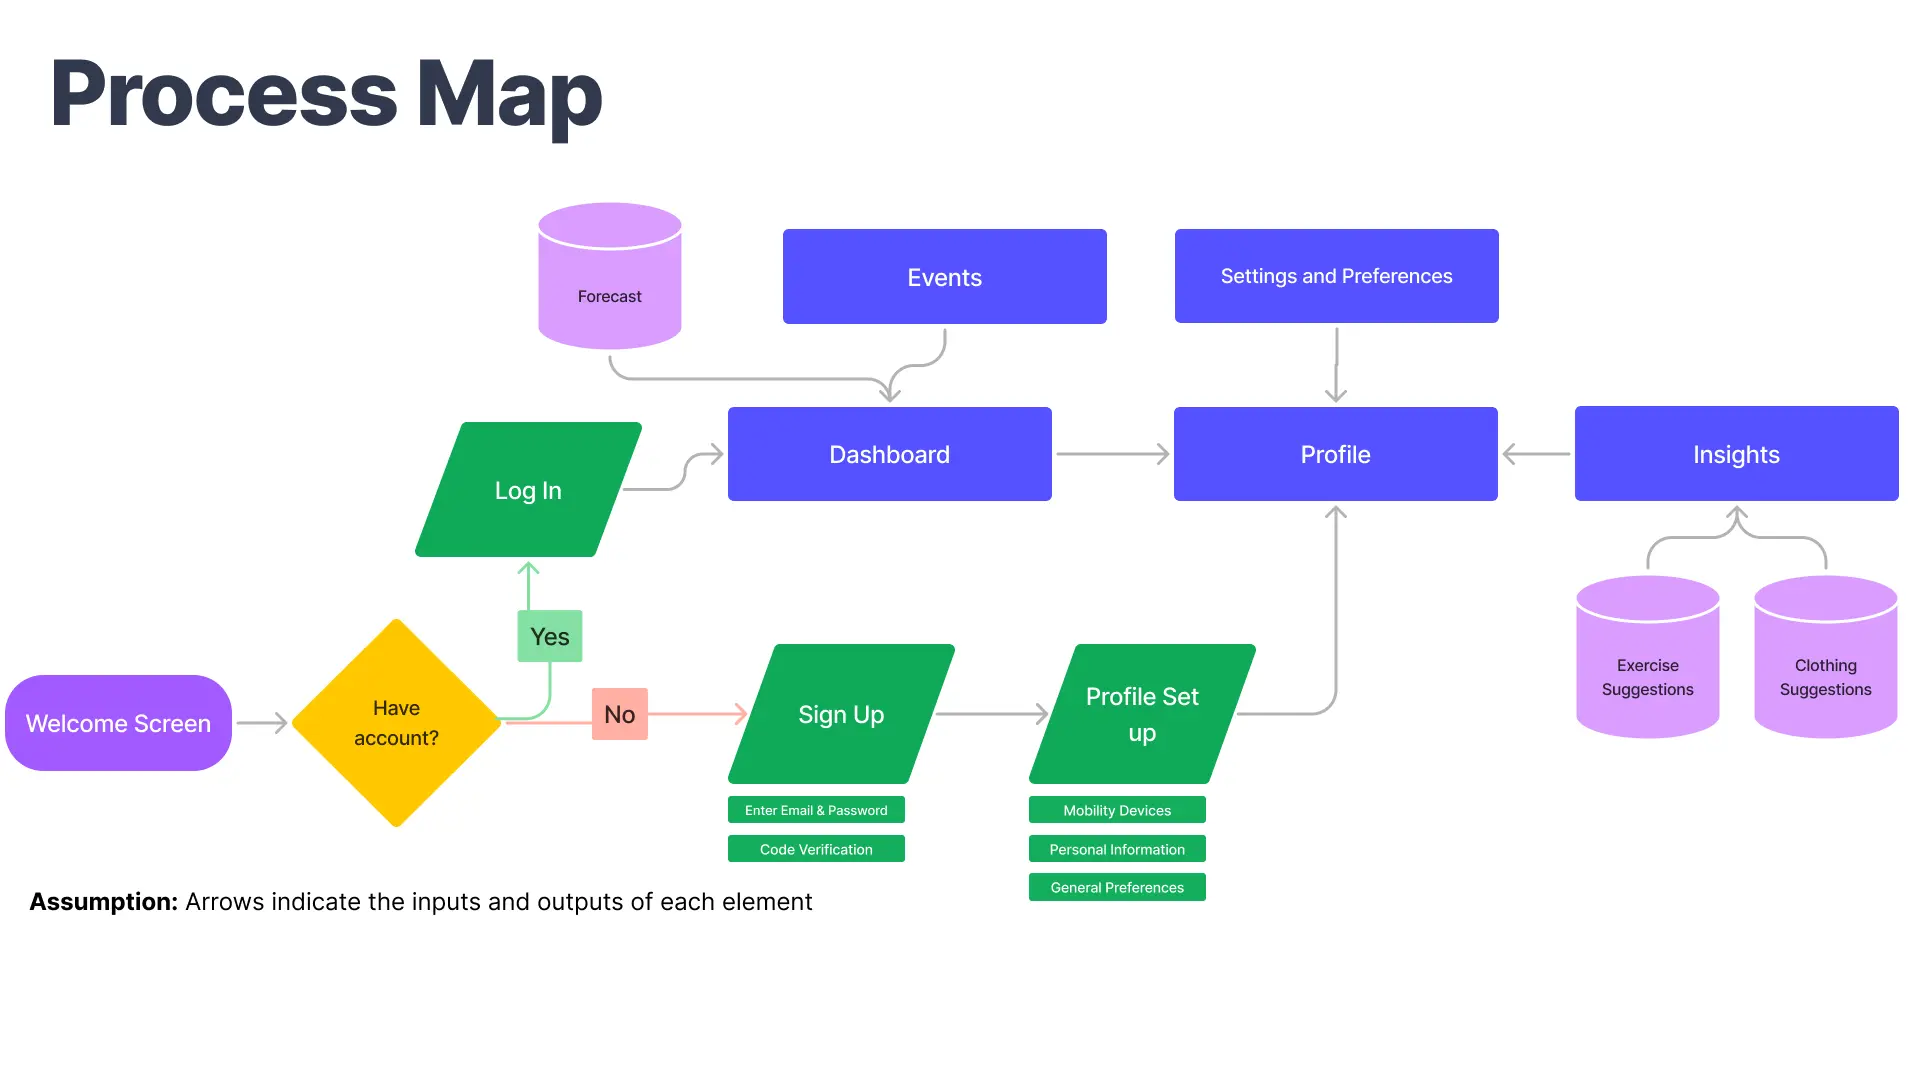 Process Map
Forecast
Events
Settings and Preferences
Log In
Dashboard
Profile
Insights
Yes
Welcome Screen
Have
account?
No
Sign Up
Profile Set
up
Exercise
Suggestions
Clothing
Suggestions
Enter Email & Password
Code Verification
Mobility Devices
Personal Information
General Preferences
Assumption: Arrows indicate the inputs and outputs of each element